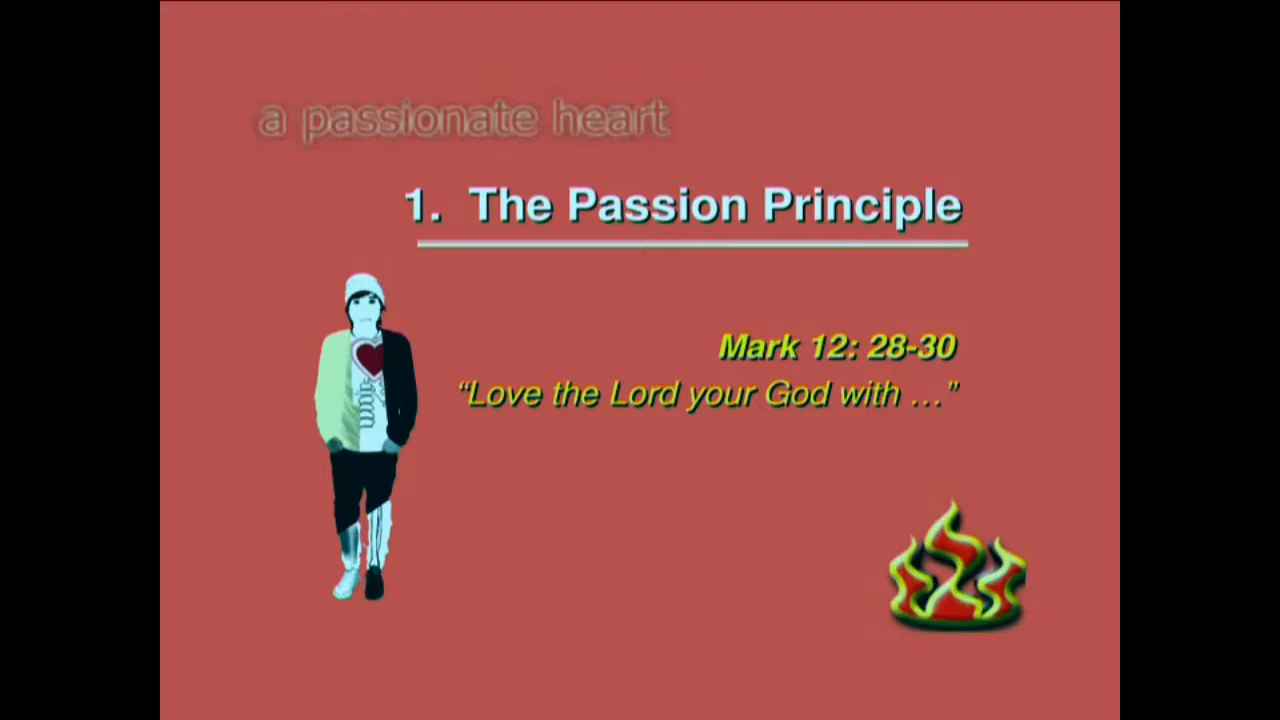 a passionate heart
1. The Passion Principle
Mark 12: 28-30
“Love the Lord your God with …”